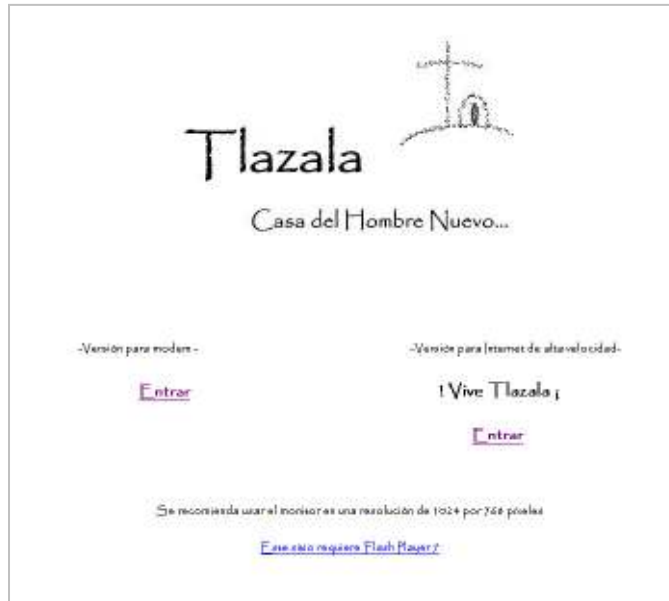 Tlazala
Casa del Hombre Nuevo...
-Versión para modem -
-Versión para Internet de alta velocidad-
Entrar
! Vive Tlazala ¡
Entrar
Se recomienda usar el monitor en una resolución de 1024 por 768 pixeles
Este sitio requiere Flash Player 7